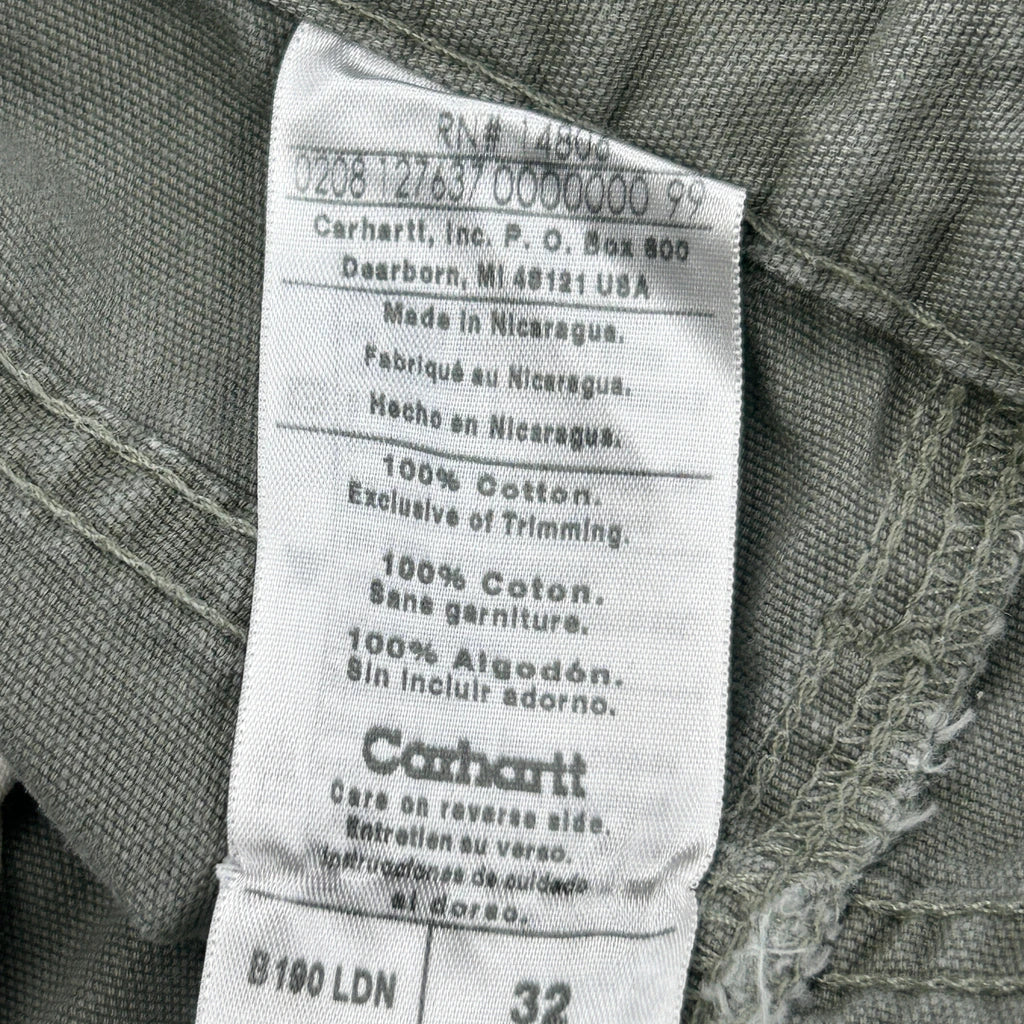 RN# 14806
0208 127637 0000000 99
Carhartt, Inc. P. O. Box 600
Dearborn, MI 48121 USA
Made in Nicaragua.
Fabriqué au Nicaragua.
Hecho en Nicaragua.
100% Cotton.
Exclusive of Trimming.
100% Coton.
Sans garniture.
100% Algodón.
Sin incluir adorno.
Carhartt
Care on reverse side.
Entretien au verso.
Instrucciones de cuidado
al dorso.
B190 LDN
32